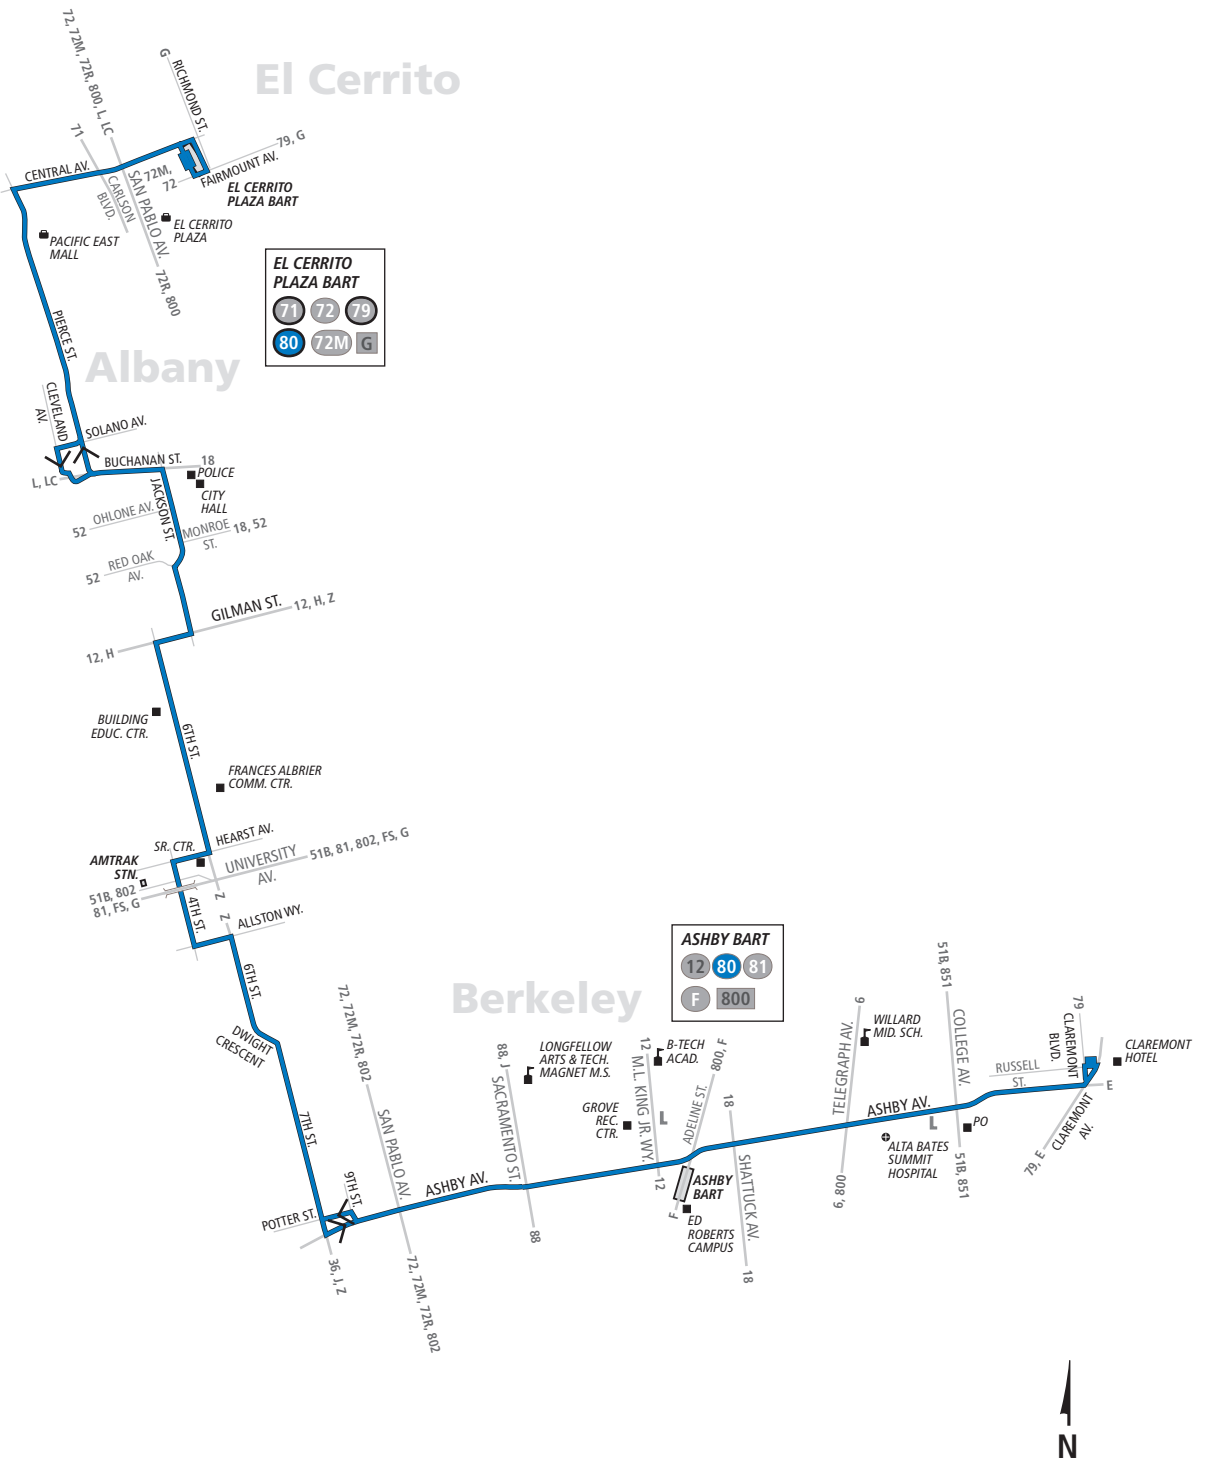 72, 72M, 72R, 800, L, LC
G
RICHMOND ST.
El Cerrito
71
79, G
CENTRAL AV.
72M,
72
FAIRMOUNT AV.
EL CERRITO
PLAZA BART
CARLSON
BLVD.
SAN PABLO AV.
EL CERRITO
PLAZA
PACIFIC EAST
MALL
72R, 800
EL CERRITO
PLAZA BART
71 72 79
80 72M G
PIERCE ST.
Albany
CLEVELAND
AV.
SOLANO AV.
BUCHANAN ST.
18
L, LC
POLICE
CITY
HALL
JACKSON ST.
OHLONE AV.
52
MONROE
ST.
18, 52
RED OAK
AV.
52
GILMAN ST.
12, H, Z
12, H
BUILDING
EDUC. CTR.
6TH ST.
FRANCES ALBRIER
COMM. CTR.
HEARST AV.
SR. CTR.
AMTRAK
STN.
UNIVERSITY
AV.
51B, 81, 802, FS, G
51B, 802
81, FS, G
Z
Z
4TH ST.
ALLSTON WY.
6TH ST.
DWIGHT
CRESCENT
Berkeley
ASHBY BART
12 80 81
F 800
72, 72M, 72R, 802
SAN PABLO AV.
88, J
SACRAMENTO ST.
LONGFELLOW
ARTS & TECH.
MAGNET M.S.
12
M.L. KING JR. WY.
B-TECH
ACAD.
800, F
ADELINE ST.
GROVE
REC.
CTR.
L
18
SHATTUCK AV.
6
TELEGRAPH AV.
WILLARD
MID. SCH.
51B, 851
COLLEGE AV.
79
CLAREMONT
BLVD.
CLAREMONT
HOTEL
RUSSELL
ST.
E
ASHBY AV.
L
PO
CLAREMONT
AV.
79, E
ALTA BATES
SUMMIT
HOSPITAL
51B, 851
6, 800
7TH ST.
9TH ST.
ASHBY AV.
POTTER ST.
12
F
ASHBY
BART
ED
ROBERTS
CAMPUS
88
18
36, J, Z
72, 72M, 72R, 802
N